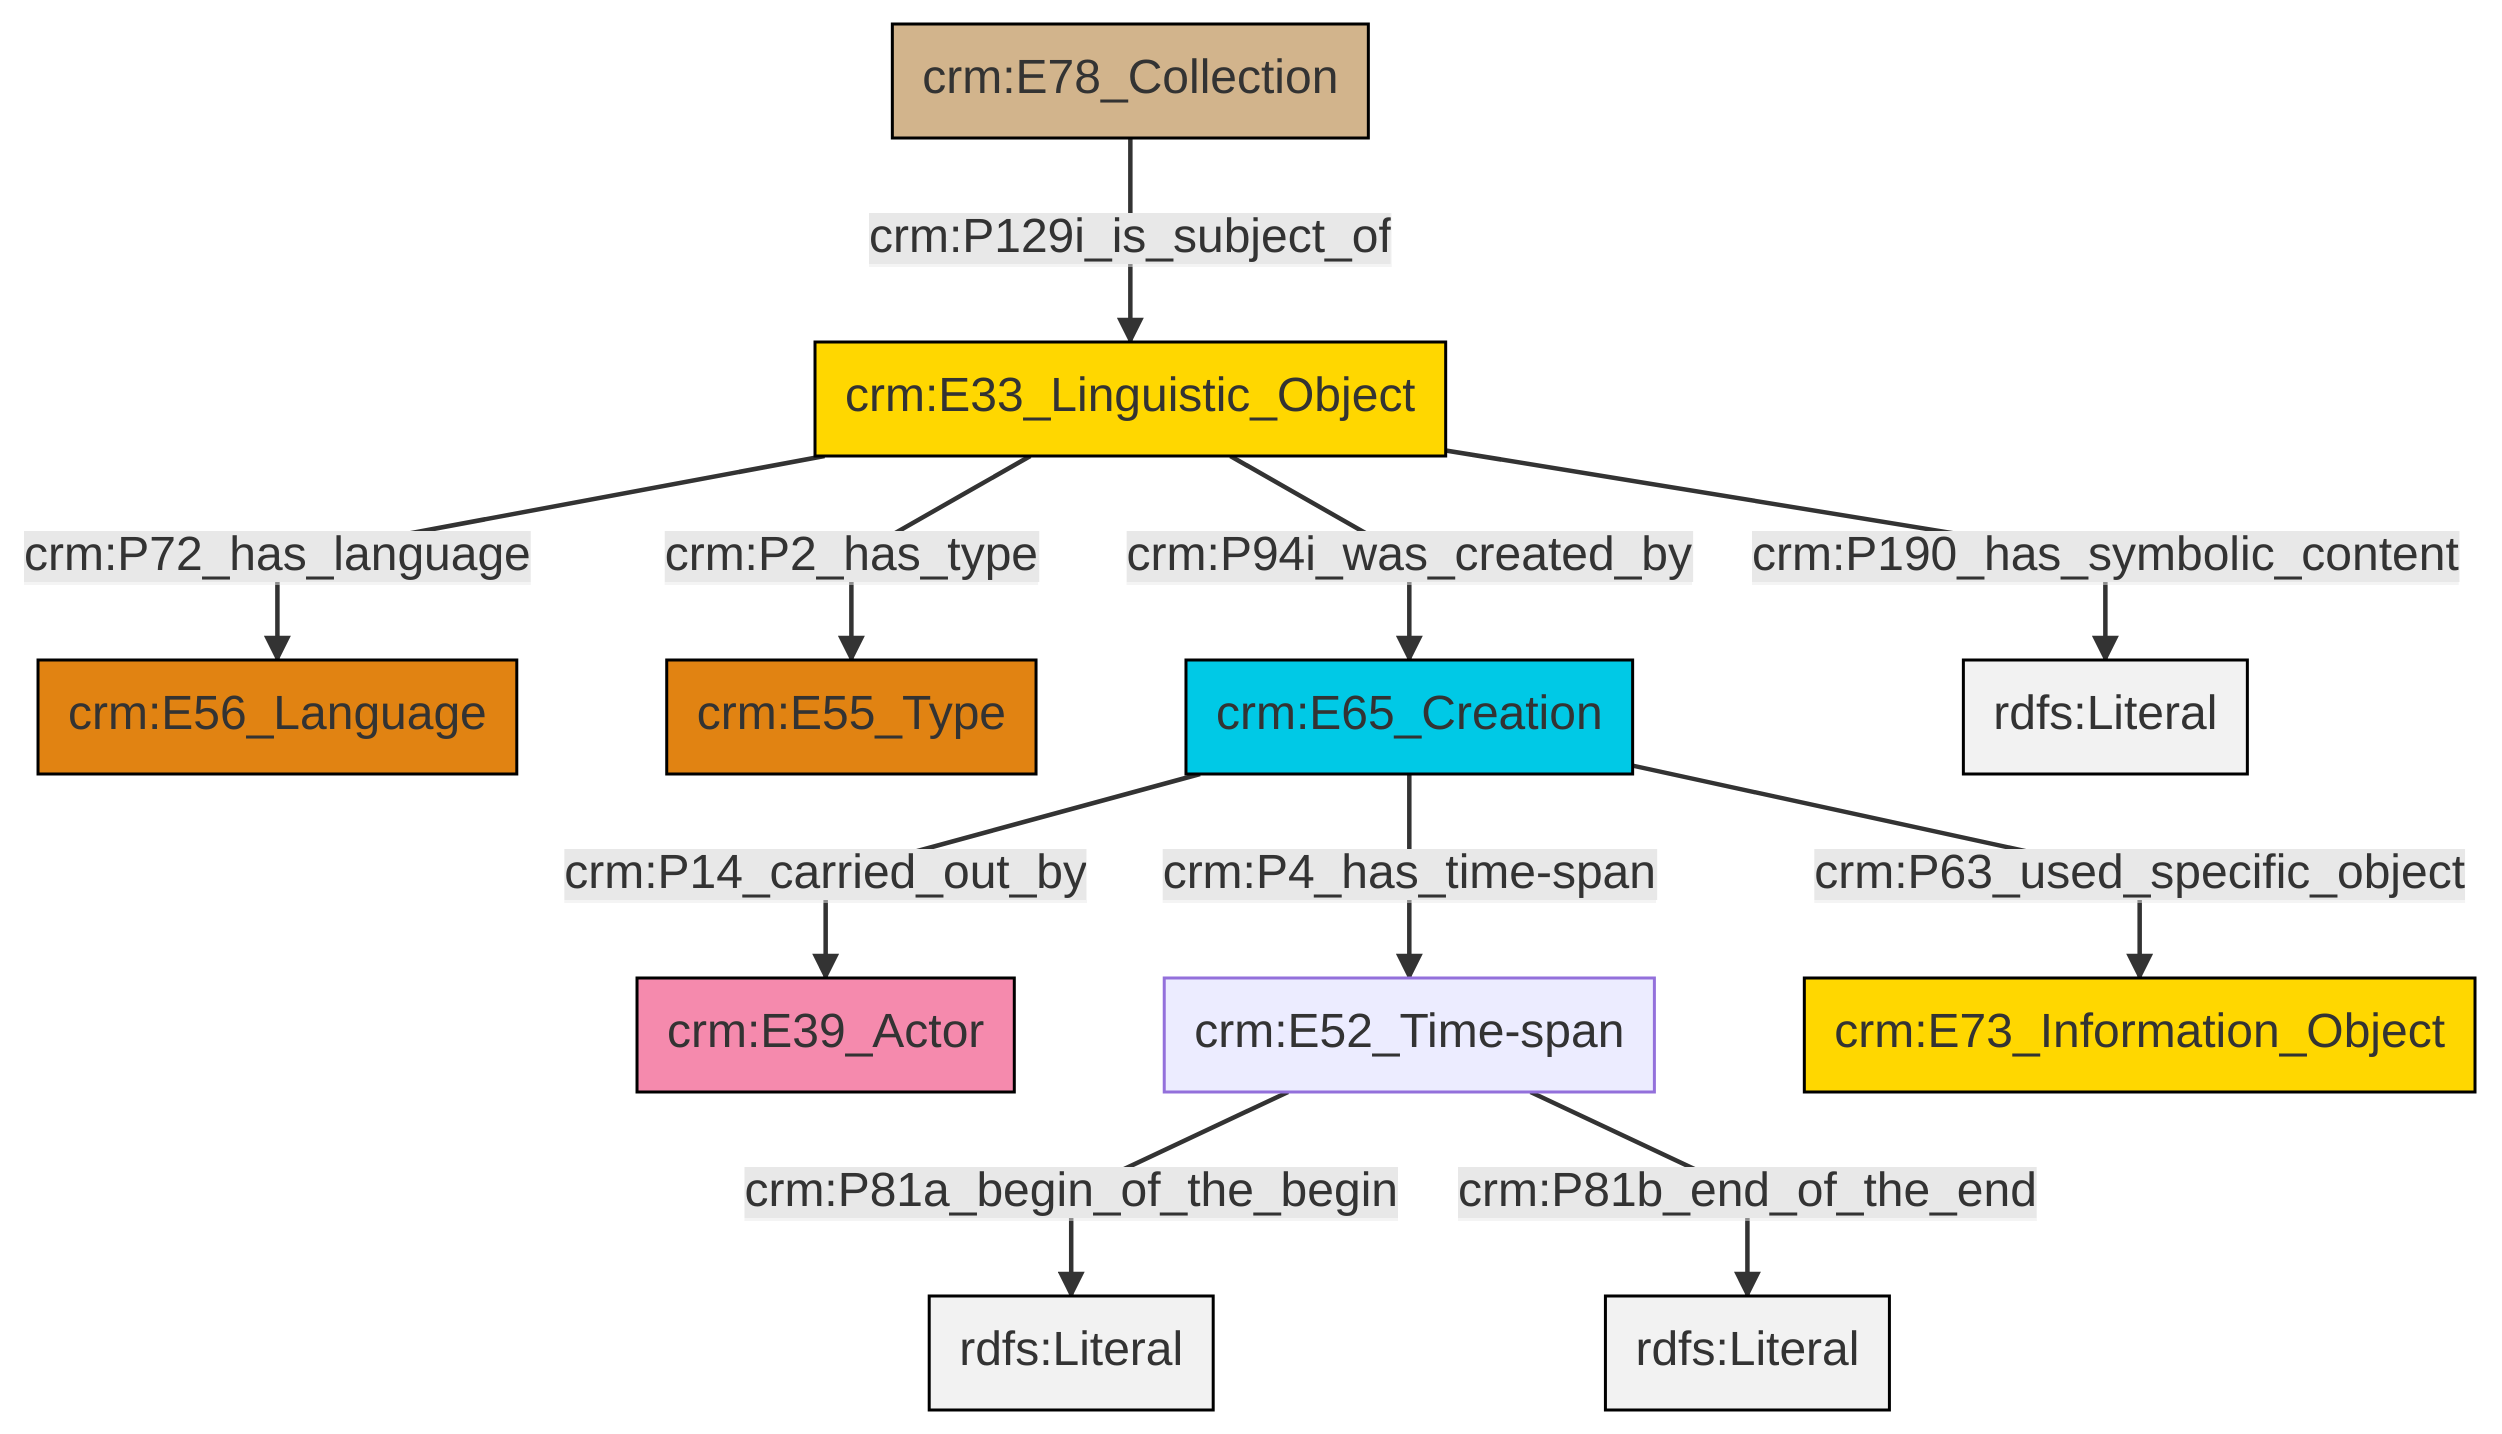 crm:E78_Collection
crm:P129i_is_subject_of
crm:E33_Linguistic_Object
crm:P72_has_language
crm:P2_has_type
crm:P94i_was_created_by
crm:P190_has_symbolic_content
crm:E56_Language
crm:E55_Type
crm:E65_Creation
rdfs:Literal
crm:P14_carried_out_by
crm:P4_has_time-span
crm:P63_used_specific_object
crm:E39_Actor
crm:E52_Time-span
crm:E73_Information_Object
crm:P81a_begin_of_the_begin
crm:P81b_end_of_the_end
rdfs:Literal
rdfs:Literal